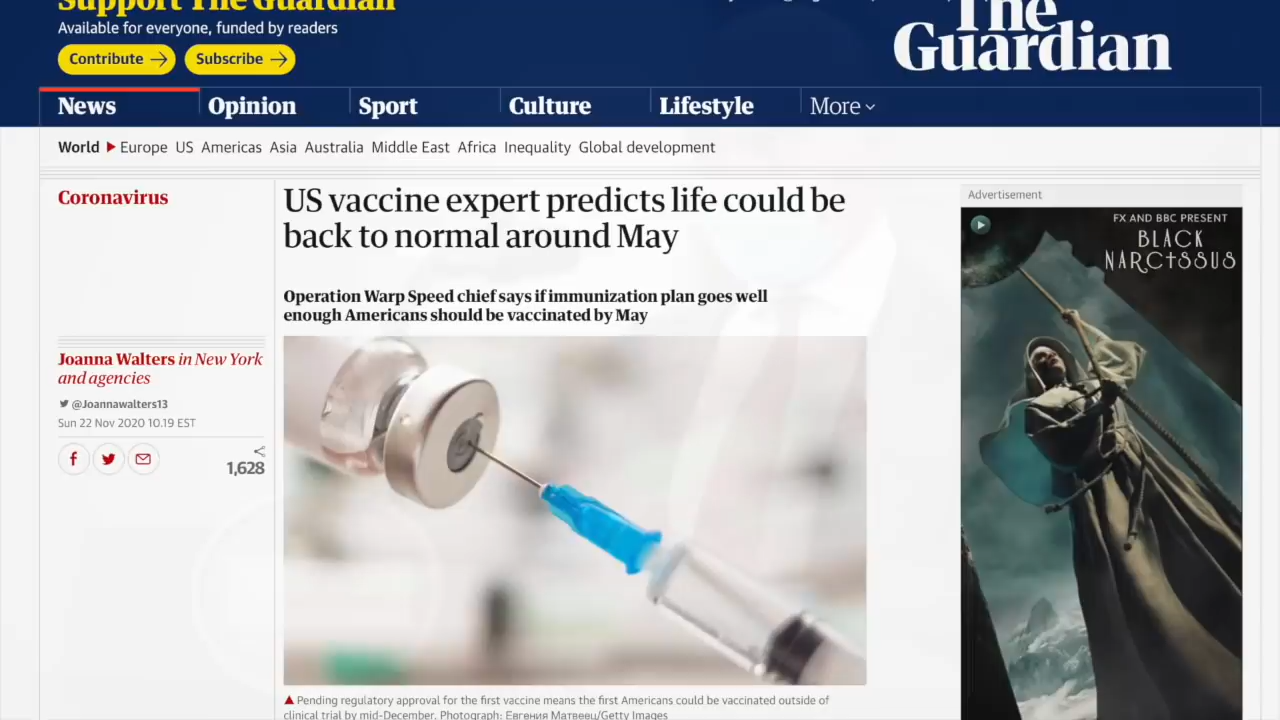 Support The Guardian
Available for everyone, funded by readers
Contribute
Subscribe
The
Guardian
News
Opinion
Sport
Culture
Lifestyle
More
World
Europe US Americas Asia Australia Middle East Africa Inequality Global development
Coronavirus
US vaccine expert predicts life could be
back to normal around May
Operation Warp Speed chief says if immunization plan goes well
enough Americans should be vaccinated by May
Joanna Walters in New York
and agencies
@Joannawalters13
Sun 22 Nov 2020 10.19 EST
1,628
Pending regulatory approval for the first vaccine means the first Americans could be vaccinated outside of
clinical trial by mid-December. Photograph: Евгения Матвеец/Getty Images
Advertisement
FX AND BBC PRESENT
BLACK
NARCISSUS